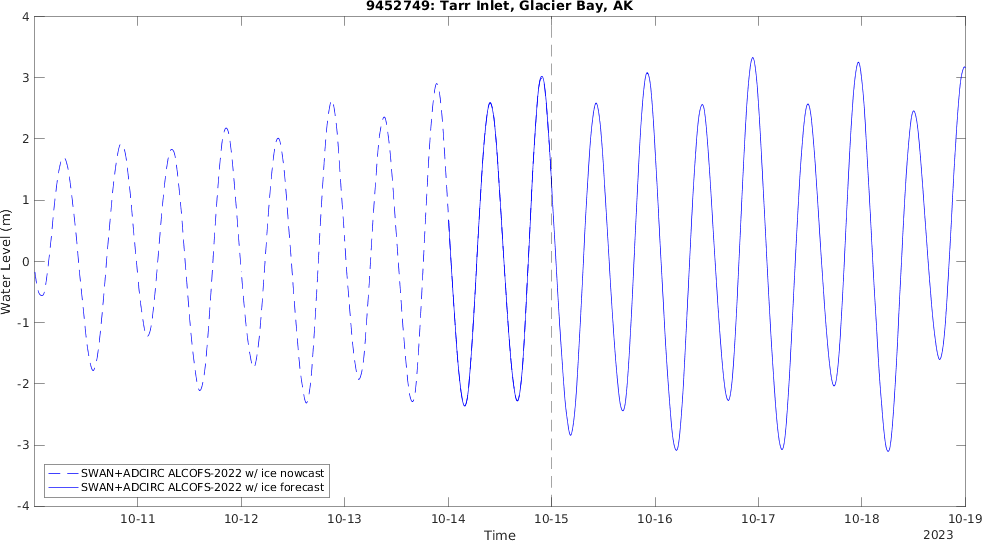 9452749: Tarr Inlet, Glacier Bay, AK
4
3
2
1
0
-1
-2
-3
-4
Water Level (m)
SWAN+ADCIRC ALCOFS-2022 w/ ice nowcast
SWAN+ADCIRC ALCOFS-2022 w/ ice forecast
10-11 10-12 10-13 10-14 10-15 10-16 10-17 10-18 10-19
Time
2023